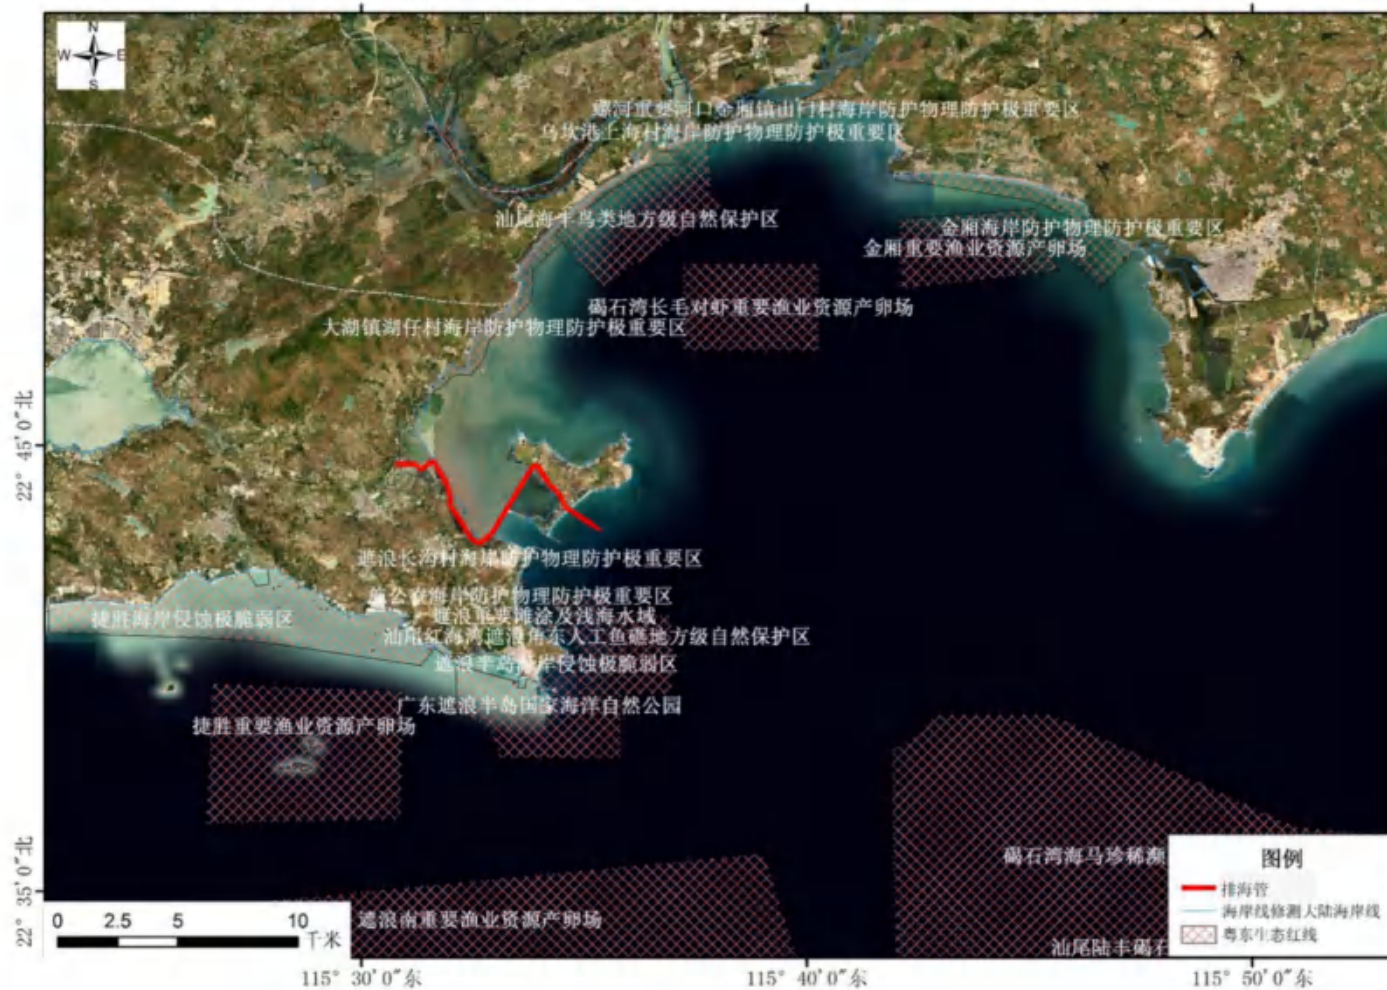 N
W E
S
螺河重要河口金厢镇山门村海岸防护物理防护极重要区
乌坎港上海村海岸防护物理防护极重要区
汕尾海丰鸟类地方级自然保护区
金厢海岸防护物理防护极重要区
金厢重要渔业资源产卵场
碣石湾长毛对虾重要渔业资源产卵场
大湖镇湖仔村海岸防护物理防护极重要区
22° 45′ 0″北
遮浪长沟村海岸防护物理防护极重要区
公寮海岸防护物理防护极重要区
遮浪重要滩涂及浅海水域
捷胜海岸侵蚀极脆弱区
汕尾红海湾遮浪角东人工鱼礁地方级自然保护区
遮浪半岛海岸侵蚀极脆弱区
广东遮浪半岛国家海洋自然公园
捷胜重要渔业资源产卵场
碣石湾海马珍稀濒
图例
排海管
海岸线修测大陆海岸线
粤东生态红线
22° 35′ 0″北
0 2.5 5 10
千米
遮浪南重要渔业资源产卵场
汕尾陆丰碣石
115° 30′ 0″东
115° 40′ 0″东
115° 50′ 0″东